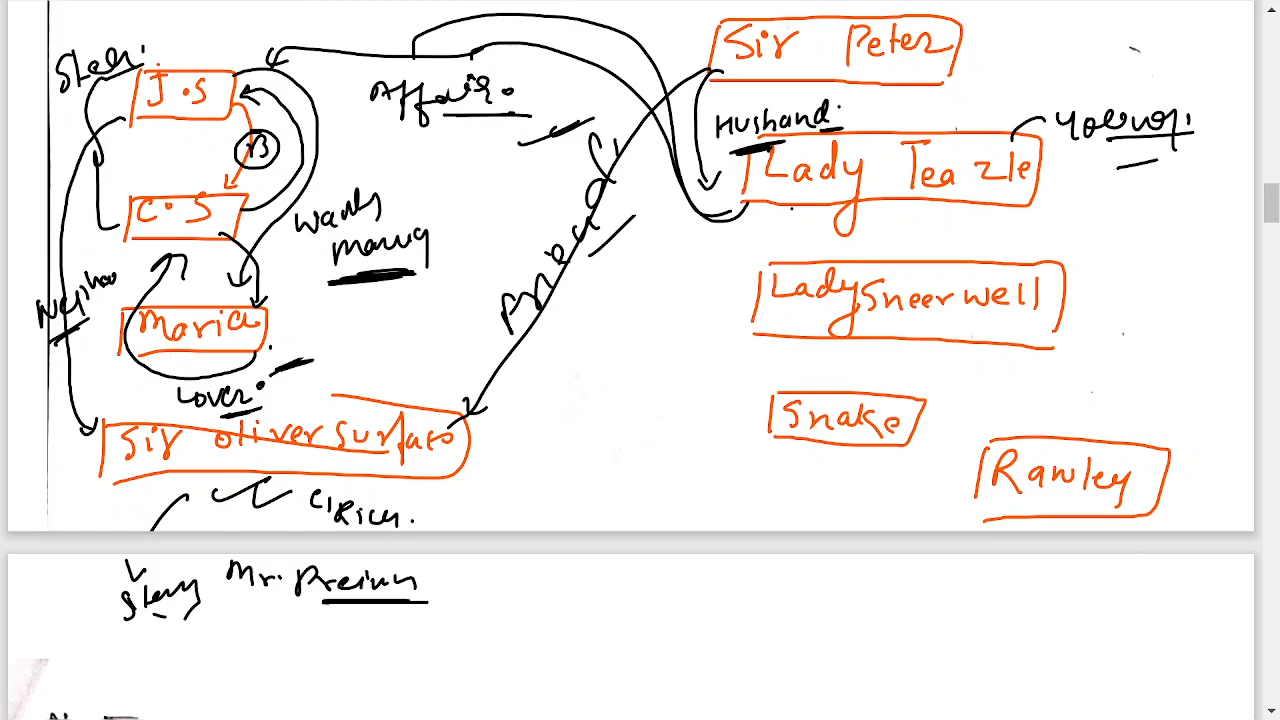 Sir Peter
J.S
Affair.
Husband:
Young.
B
Lady Teazle
C.S
Wants
marry
Friend
Lady Sneerwell
Maria
Lover.
Snake
Sir oliver surface
Rawley
Rich.
Mr.